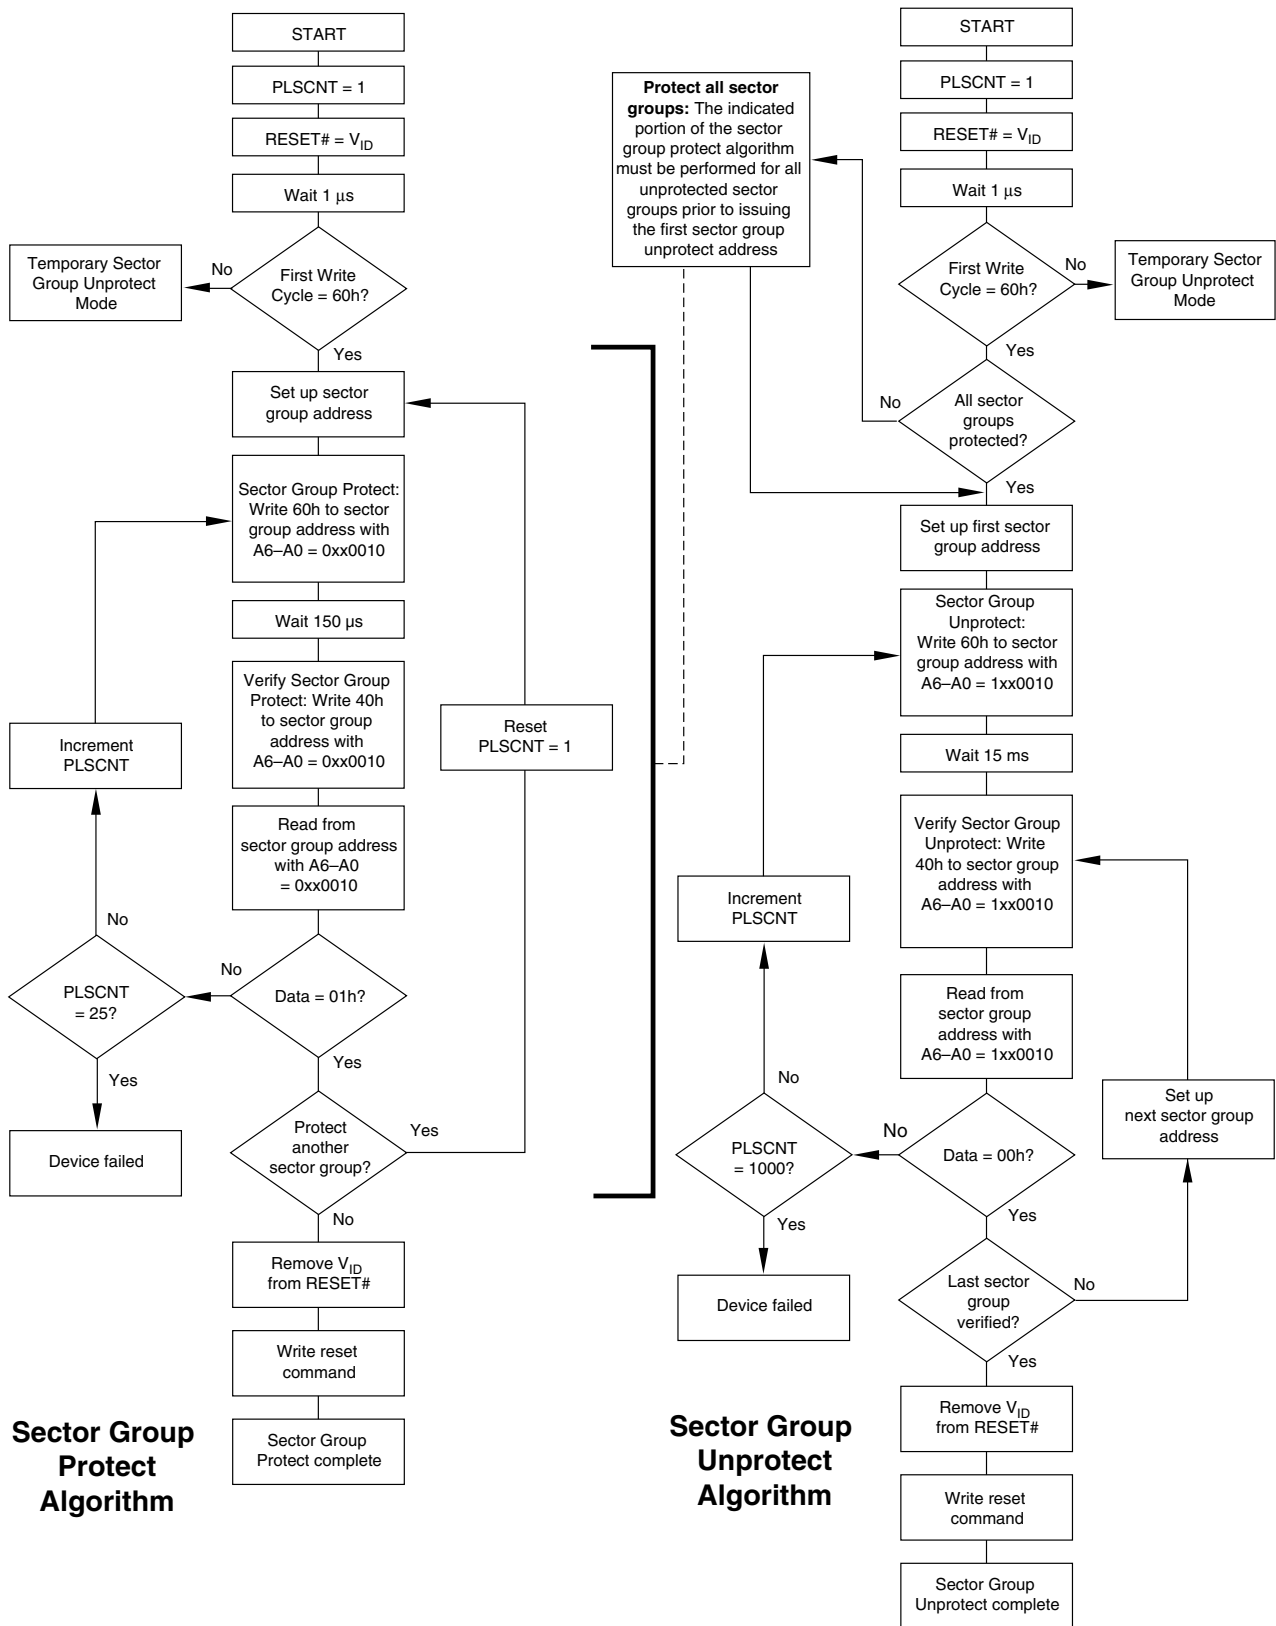 START
PLSCNT = 1
RESET# = VID
Wait 1 μs
First Write
Cycle = 60h?
No
Temporary Sector
Group Unprotect
Mode
Yes
Set up sector
group address
Sector Group Protect:
Write 60h to sector
group address with
A6–A0 = 0xx0010
Wait 150 µs
Verify Sector Group
Protect: Write 40h
to sector group
address with
A6–A0 = 0xx0010
Read from
sector group address
with A6–A0
= 0xx0010
Data = 01h?
No
PLSCNT
= 25?
No
Increment
PLSCNT
Yes
Device failed
Yes
Protect
another
sector group?
Yes
Reset
PLSCNT = 1
No
Remove VID
from RESET#
Write reset
command
Sector Group
Protect complete
Sector Group
Protect
Algorithm
START
PLSCNT = 1
RESET# = VID
Wait 1 μs
First Write
Cycle = 60h?
No
Temporary Sector
Group Unprotect
Mode
Yes
All sector
groups
protected?
No
Protect all sector
groups: The indicated
portion of the sector
group protect algorithm
must be performed for all
unprotected sector
groups prior to issuing
the first sector group
unprotect address
Yes
Set up first sector
group address
Sector Group
Unprotect:
Write 60h to sector
group address with
A6–A0 = 1xx0010
Wait 15 ms
Verify Sector Group
Unprotect: Write
40h to sector group
address with
A6–A0 = 1xx0010
Read from
sector group
address with
A6–A0 = 1xx0010
Data = 00h?
No
PLSCNT
= 1000?
No
Increment
PLSCNT
Yes
Device failed
Yes
Last sector
group
verified?
No
Set up
next sector group
address
Yes
Remove VID
from RESET#
Write reset
command
Sector Group
Unprotect complete
Sector Group
Unprotect
Algorithm